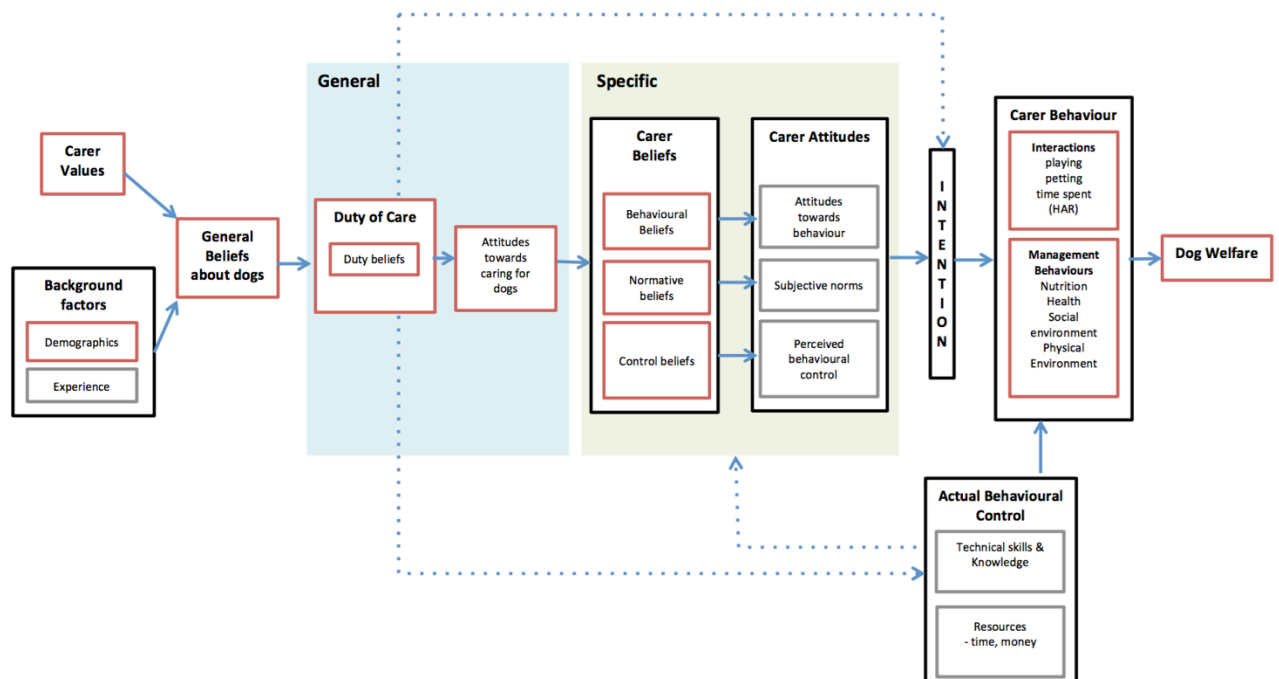 General
Specific
Carer
Values
Background
factors
Demographics
Experience
General
Beliefs
about dogs
Duty of Care
Duty beliefs
Attitudes
towards
caring for
dogs
Carer
Beliefs
Behavioural
Beliefs
Normative beliefs
Control beliefs
Carer Attitudes
Attitudes
towards
behaviour
Subjective norms
Perceived
behavioural
control
INTENTION
Carer Behaviour
Interactions
playing
petting
time spent
(HAR)
Management
Behaviours
Nutrition
Health
Social
environment
Physical
Environment
Dog Welfare
Actual Behavioural
Control
Technical skills &
Knowledge
Resources
- time, money